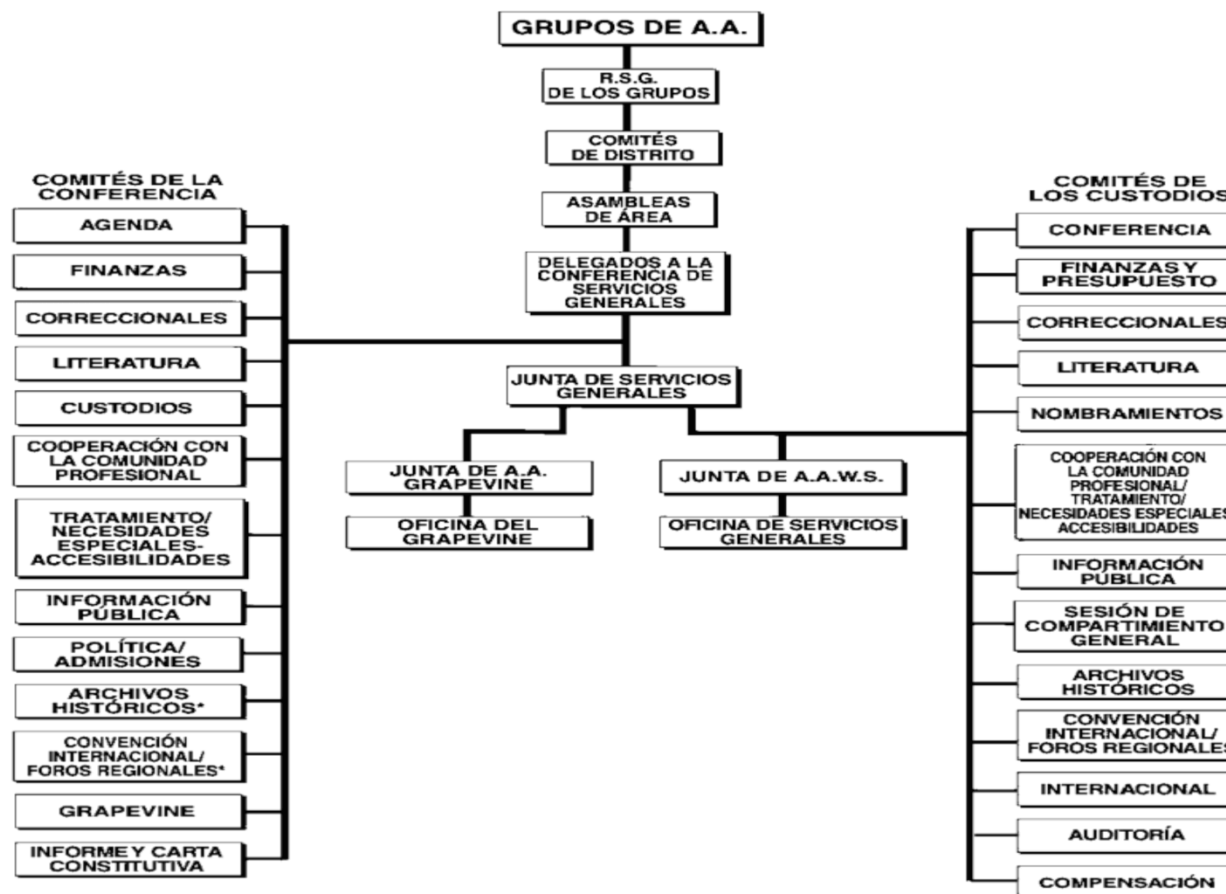 GRUPOS DE A.A.
R.S.G.
DE LOS GRUPOS
COMITÉS
DE DISTRITO
ASAMBLEAS
DE ÁREA
DELEGADOS A LA
CONFERENCIA DE
SERVICIOS
GENERALES
JUNTA DE SERVICIOS
GENERALES
JUNTA DE A.A.
GRAPEVINE
OFICINA DEL
GRAPEVINE
JUNTA DE A.A.W.S.
OFICINA DE SERVICIOS
GENERALES
COMITÉS DE LA
CONFERENCIA
AGENDA
FINANZAS
CORRECCIONALES
LITERATURA
CUSTODIOS
COOPERACIÓN CON
LA COMUNIDAD
PROFESIONAL
TRATAMIENTO/
NECESIDADES
ESPECIALES-
ACCESIBILIDADES
INFORMACIÓN
PÚBLICA
POLÍTICA/
ADMISIONES
ARCHIVOS
HISTÓRICOS*
CONVENCIÓN
INTERNACIONAL/
FOROS REGIONALES*
GRAPEVINE
INFORME Y CARTA
CONSTITUTIVA
COMITÉS DE
LOS CUSTODIOS
CONFERENCIA
FINANZAS Y
PRESUPUESTO
CORRECCIONALES
LITERATURA
NOMBRAMIENTOS
COOPERACIÓN CON
LA COMUNIDAD
PROFESIONAL/
TRATAMIENTO/
NECESIDADES ESPECIALES
ACCESIBILIDADES
INFORMACIÓN
PÚBLICA
SESIÓN DE
COMPARTIMIENTO
GENERAL
ARCHIVOS
HISTÓRICOS
CONVENCIÓN
INTERNACIONAL/
FOROS REGIONALES
INTERNACIONAL
AUDITORÍA
COMPENSACIÓN